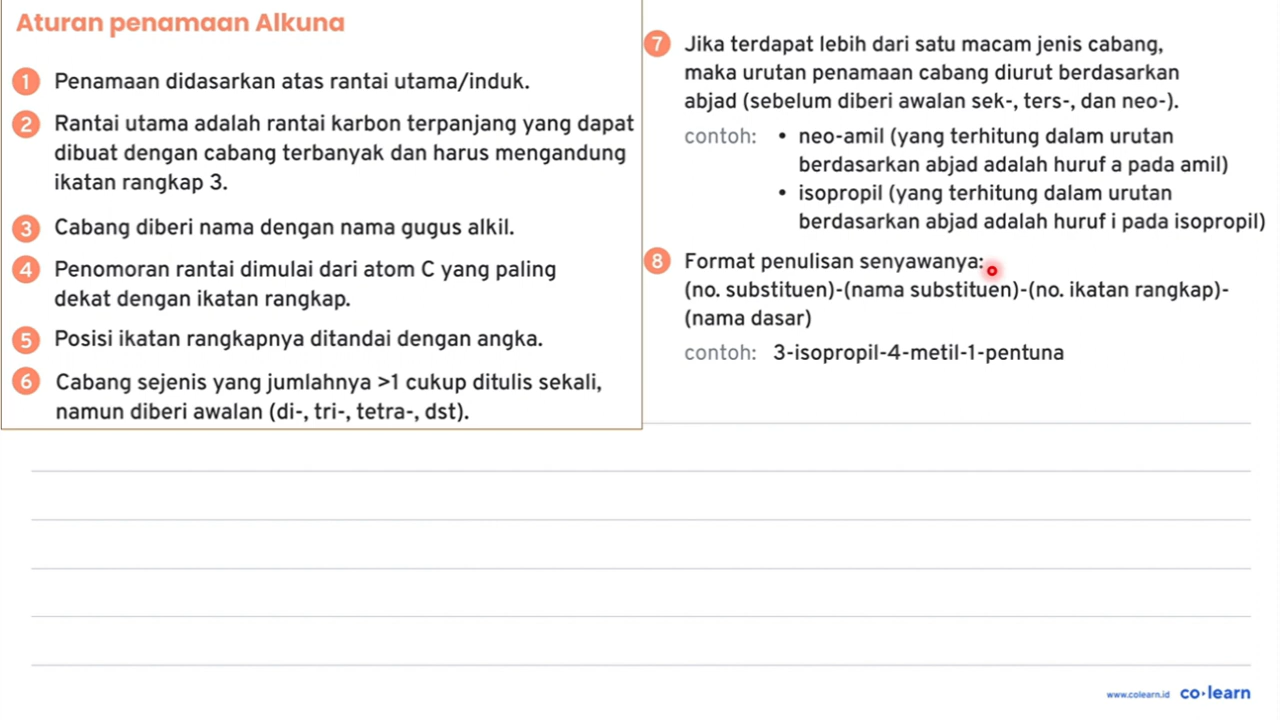 Aturan penamaan Alkuna
1 Penamaan didasarkan atas rantai utama/induk.
2 Rantai utama adalah rantai karbon terpanjang yang dapat
dibuat dengan cabang terbanyak dan harus mengandung
ikatan rangkap 3.
3 Cabang diberi nama dengan nama gugus alkil.
4 Penomoran rantai dimulai dari atom C yang paling
dekat dengan ikatan rangkap.
5 Posisi ikatan rangkapnya ditandai dengan angka.
6 Cabang sejenis yang jumlahnya >1 cukup ditulis sekali,
namun diberi awalan (di-, tri-, tetra-, dst).
7 Jika terdapat lebih dari satu macam jenis cabang,
maka urutan penamaan cabang diurut berdasarkan
abjad (sebelum diberi awalan sek-, ters-, dan neo-).
contoh: • neo-amil (yang terhitung dalam urutan
berdasarkan abjad adalah huruf a pada amil)
• isopropil (yang terhitung dalam urutan
berdasarkan abjad adalah huruf i pada isopropil)
8 Format penulisan senyawanya:
(no. substituen)-(nama substituen)-(no. ikatan rangkap)-
(nama dasar)
contoh: 3-isopropil-4-metil-1-pentuna
www.colearn.id co·learn